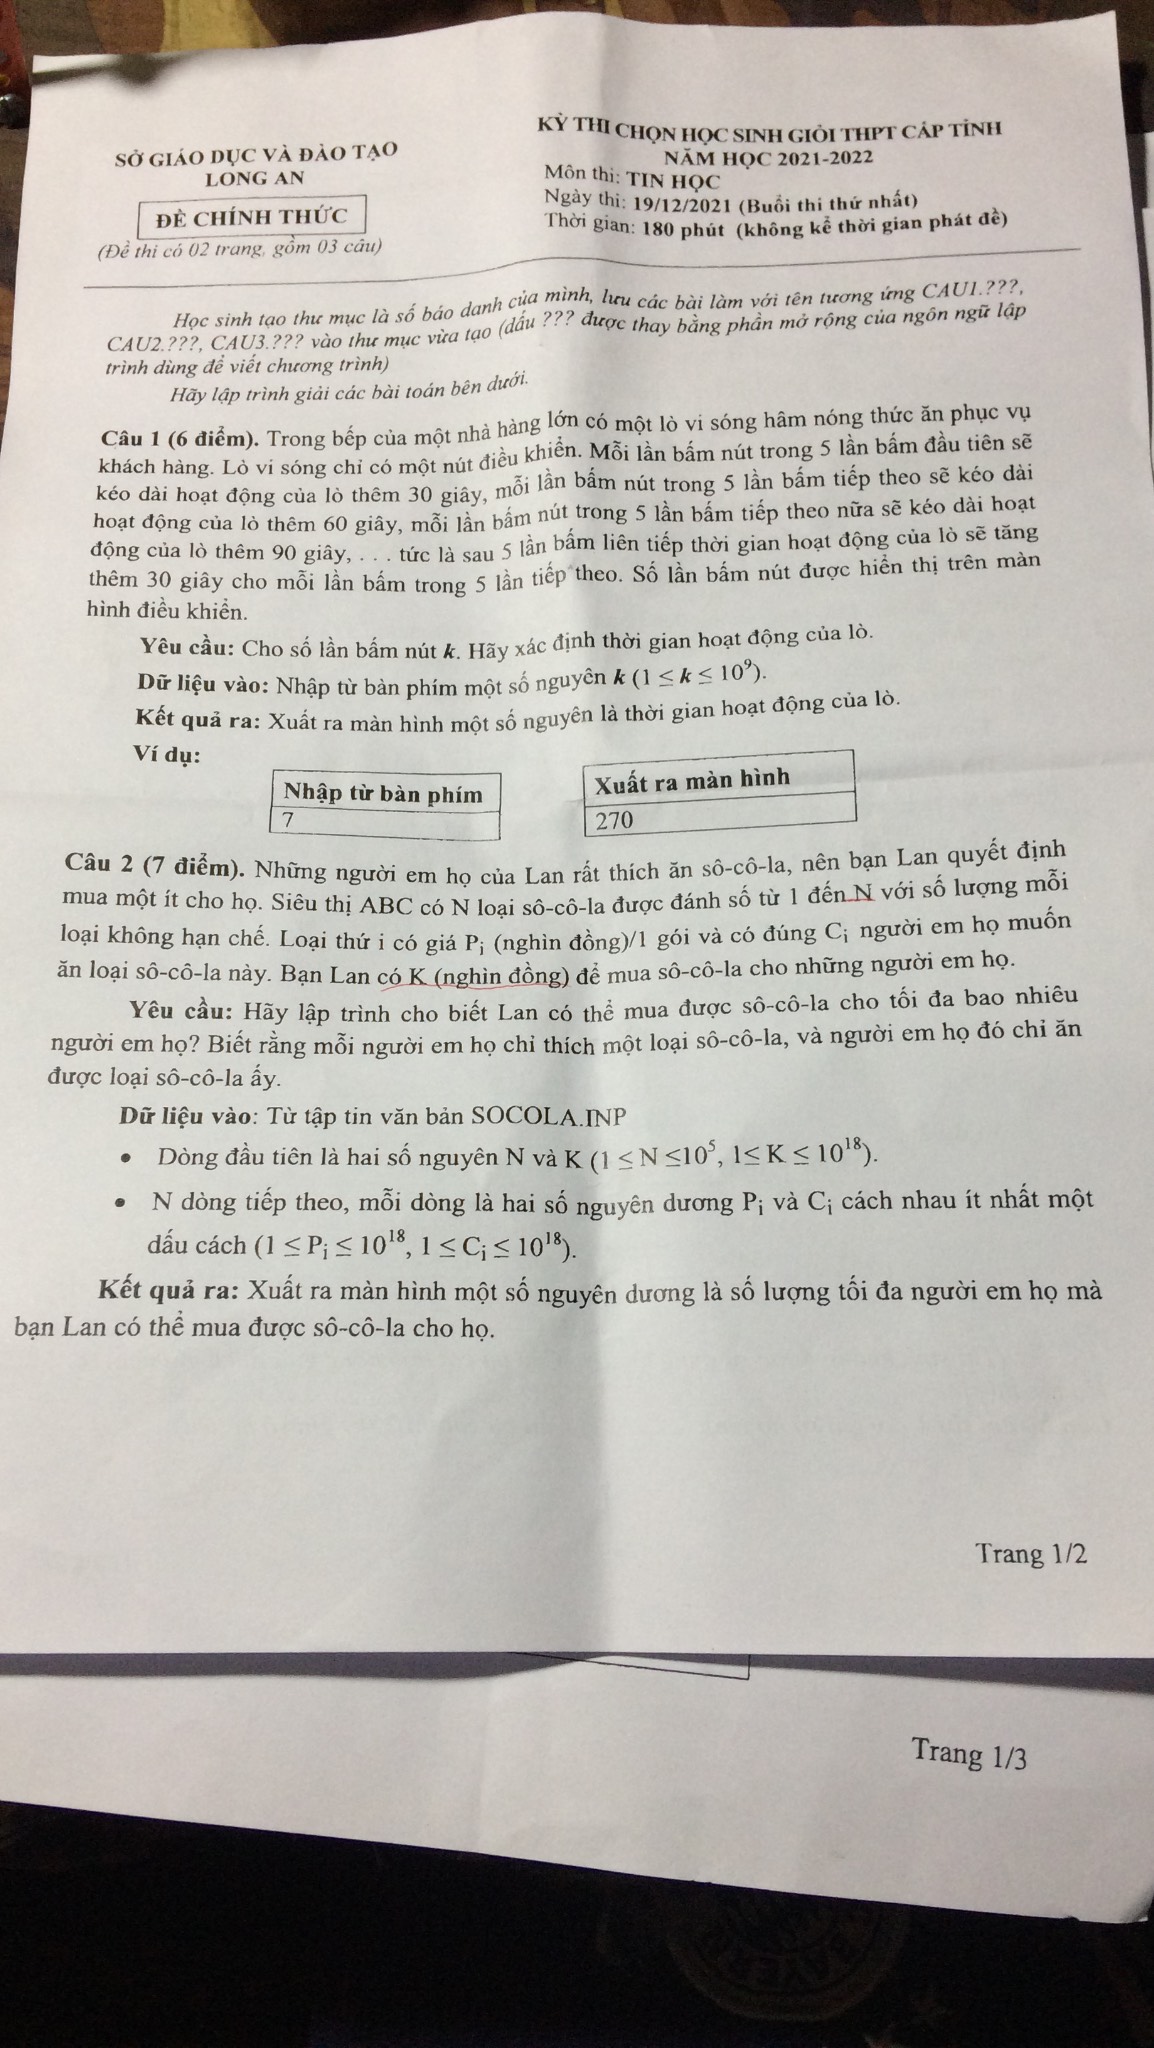 SỞ GIÁO DỤC VÀ ĐÀO TẠO
LONG AN
ĐỀ CHÍNH THỨC
(Đề thi có 02 trang, gồm 03 câu)
KỲ THI CHỌN HỌC SINH GIỎI THPT CẤP TỈNH
NĂM HỌC 2021-2022
Môn thi: TIN HỌC
Ngày thi: 19/12/2021 (Buổi thi thứ nhất)
Thời gian: 180 phút (không kể thời gian phát đề)
Học sinh tạo thư mục là số báo danh của mình, lưu các bài làm với tên tương ứng CAU1.???,
CAU2.???, CAU3.??? vào thư mục vừa tạo (dấu ??? được thay bằng phần mở rộng của ngôn ngữ lập
trình dùng để viết chương trình)
Hãy lập trình giải các bài toán bên dưới.
Câu 1 (6 điểm). Trong bếp của một nhà hàng lớn có một lò vi sóng hâm nóng thức ăn phục vụ
khách hàng. Lò vi sóng chỉ có một nút điều khiển. Mỗi lần bấm nút trong 5 lần bấm đầu tiên sẽ
kéo dài hoạt động của lò thêm 30 giây, mỗi lần bấm nút trong 5 lần bấm tiếp theo sẽ kéo dài
hoạt động của lò thêm 60 giây, mỗi lần bấm nút trong 5 lần bấm tiếp theo nữa sẽ kéo dài hoạt
động của lò thêm 90 giây, . . . tức là sau 5 lần bấm liên tiếp thời gian hoạt động của lò sẽ tăng
thêm 30 giây cho mỗi lần bấm trong 5 lần tiếp theo. Số lần bấm nút được hiển thị trên màn
hình điều khiển.
Yêu cầu: Cho số lần bấm nút k. Hãy xác định thời gian hoạt động của lò.
Dữ liệu vào: Nhập từ bàn phím một số nguyên k (1 ≤ k ≤ 10⁹).
Kết quả ra: Xuất ra màn hình một số nguyên là thời gian hoạt động của lò.
Ví dụ:
Nhập từ bàn phím
7
Xuất ra màn hình
270
Câu 2 (7 điểm). Những người em họ của Lan rất thích ăn sô-cô-la, nên bạn Lan quyết định
mua một ít cho họ. Siêu thị ABC có N loại sô-cô-la được đánh số từ 1 đến N với số lượng mỗi
loại không hạn chế. Loại thứ i có giá Pᵢ (nghìn đồng)/1 gói và có đúng Cᵢ người em họ muốn
ăn loại sô-cô-la này. Bạn Lan có K (nghìn đồng) để mua sô-cô-la cho những người em họ.
Yêu cầu: Hãy lập trình cho biết Lan có thể mua được sô-cô-la cho tối đa bao nhiêu
người em họ? Biết rằng mỗi người em họ chỉ thích một loại sô-cô-la, và người em họ đó chỉ ăn
được loại sô-cô-la ấy.
Dữ liệu vào: Từ tập tin văn bản SOCOLA.INP
• Dòng đầu tiên là hai số nguyên N và K (1 ≤ N ≤10⁵, 1≤ K ≤ 10¹⁸).
• N dòng tiếp theo, mỗi dòng là hai số nguyên dương Pᵢ và Cᵢ cách nhau ít nhất một
dấu cách (1 ≤ Pᵢ ≤ 10¹⁸, 1 ≤ Cᵢ ≤ 10¹⁸).
Kết quả ra: Xuất ra màn hình một số nguyên dương là số lượng tối đa người em họ mà
bạn Lan có thể mua được sô-cô-la cho họ.
Trang 1/2
Trang 1/3